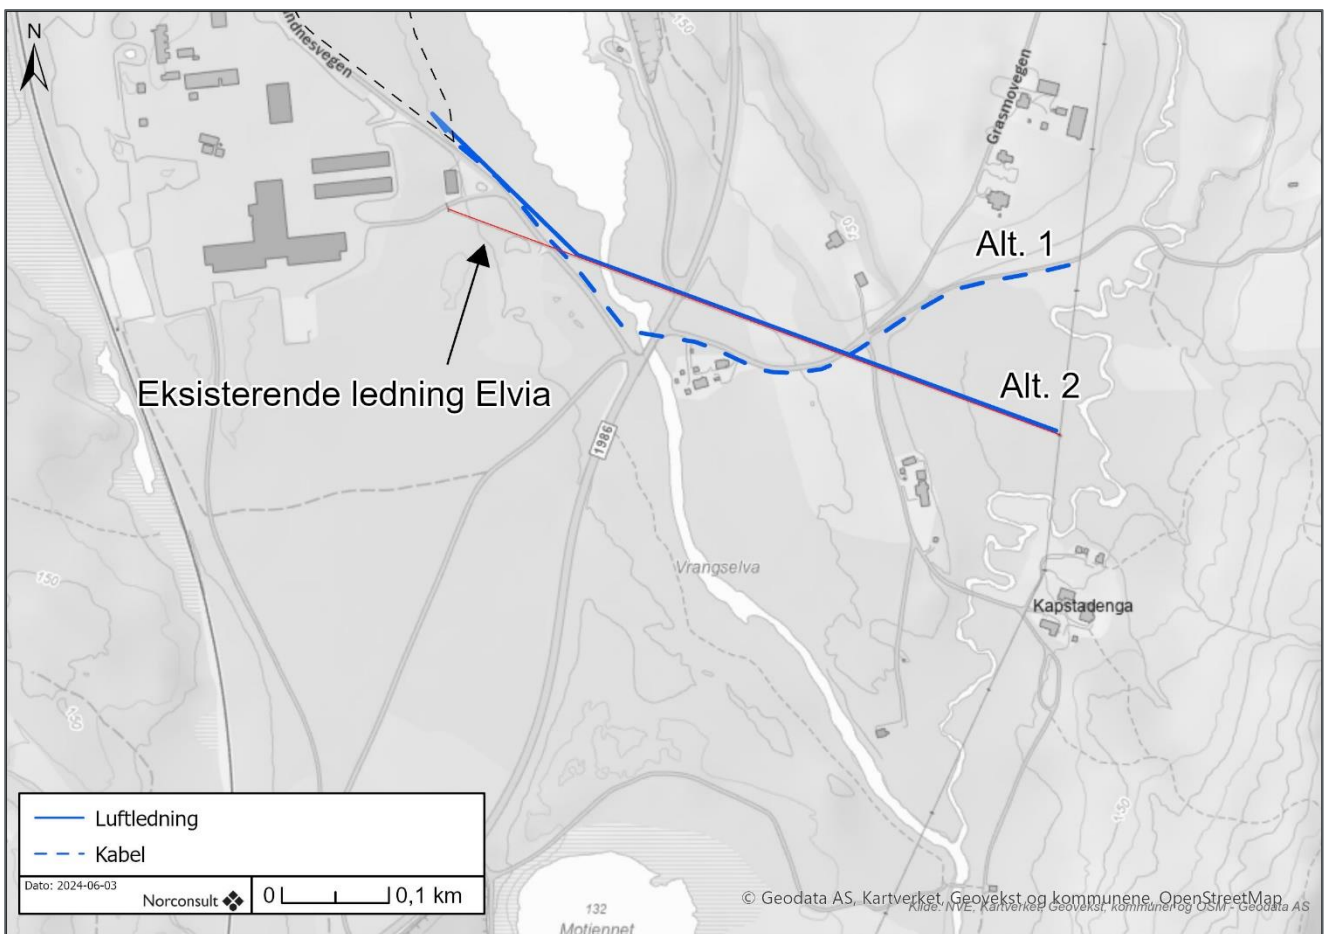 N
ndnesvegen
150
Grasmovegen
150
Alt. 1
Eksisterende ledning Elvia
Alt. 2
1986
150
Vrangselva
Kapstadenga
150
150
Luftledning
Kabel
Dato: 2024-06-03
Norconsult
0
0,1 km
132
Motjennet
© Geodata AS, Kartverket, Geovekst og kommunene, OpenStreetMap
Kilde: NVE, Kartverket, Geovekst, kommuner og OSM - Geodata AS